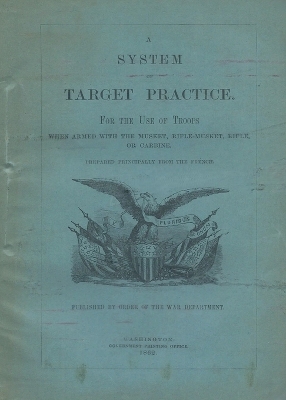 A
SYSTEM
TARGET PRACTICE.
FOR THE USE OF TROOPS
WHEN ARMED WITH THE MUSKET, RIFLE-MUSKET, RIFLE,
OR CARBINE.
PREPARED PRINCIPALLY FROM THE FRENCH.
PUBLISHED BY ORDER OF THE WAR DEPARTMENT.
WASHINGTON:
GOVERNMENT PRINTING OFFICE.
1862.